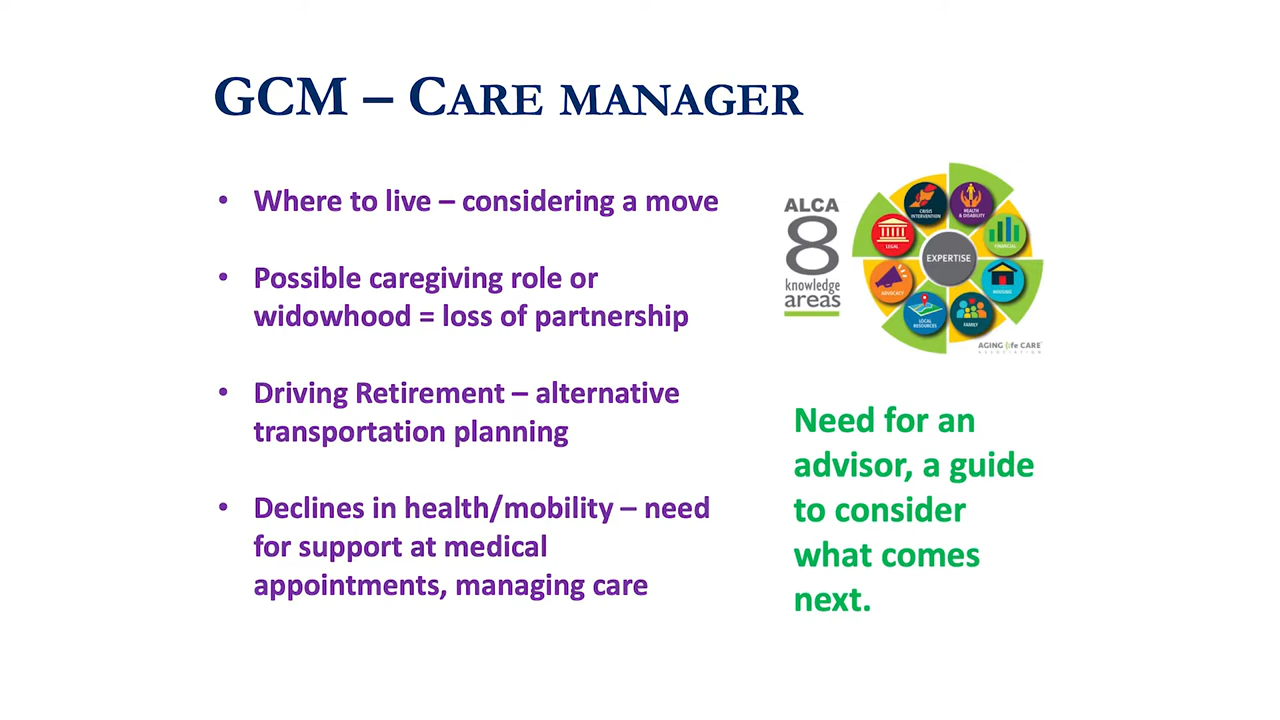 GCM – CARE MANAGER
• Where to live – considering a move
• Possible caregiving role or
widowhood = loss of partnership
• Driving Retirement – alternative
transportation planning
• Declines in health/mobility – need
for support at medical
appointments, managing care
ALCA
8
knowledge
areas
EXPERTISE
CRISIS
INTERVENTION
HEALTH
& DISABILITY
FINANCIAL
HOUSING
FAMILY
LOCAL
RESOURCES
ADVOCACY
LEGAL
AGING life CARE
ASSOCIATION
Need for an
advisor, a guide
to consider
what comes
next.